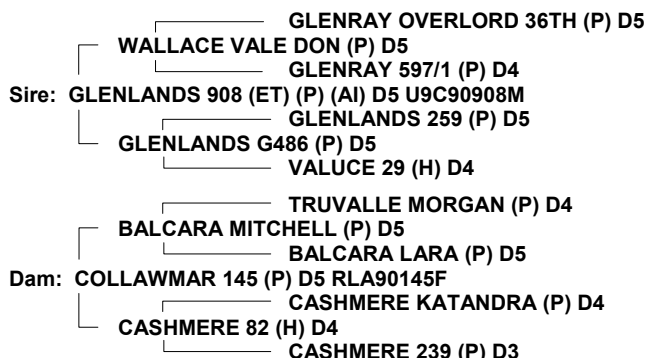 GLENRAY OVERLORD 36TH (P) D5
WALLACE VALE DON (P) D5
GLENRAY 597/1 (P) D4
Sire: GLENLANDS 908 (ET) (P) (AI) D5 U9C90908M
GLENLANDS 259 (P) D5
GLENLANDS G486 (P) D5
VALUCE 29 (H) D4
TRUVALLE MORGAN (P) D4
BALCARA MITCHELL (P) D5
BALCARA LARA (P) D5
Dam: COLLAWMAR 145 (P) D5 RLA90145F
CASHMERE KATANDRA (P) D4
CASHMERE 82 (H) D4
CASHMERE 239 (P) D3